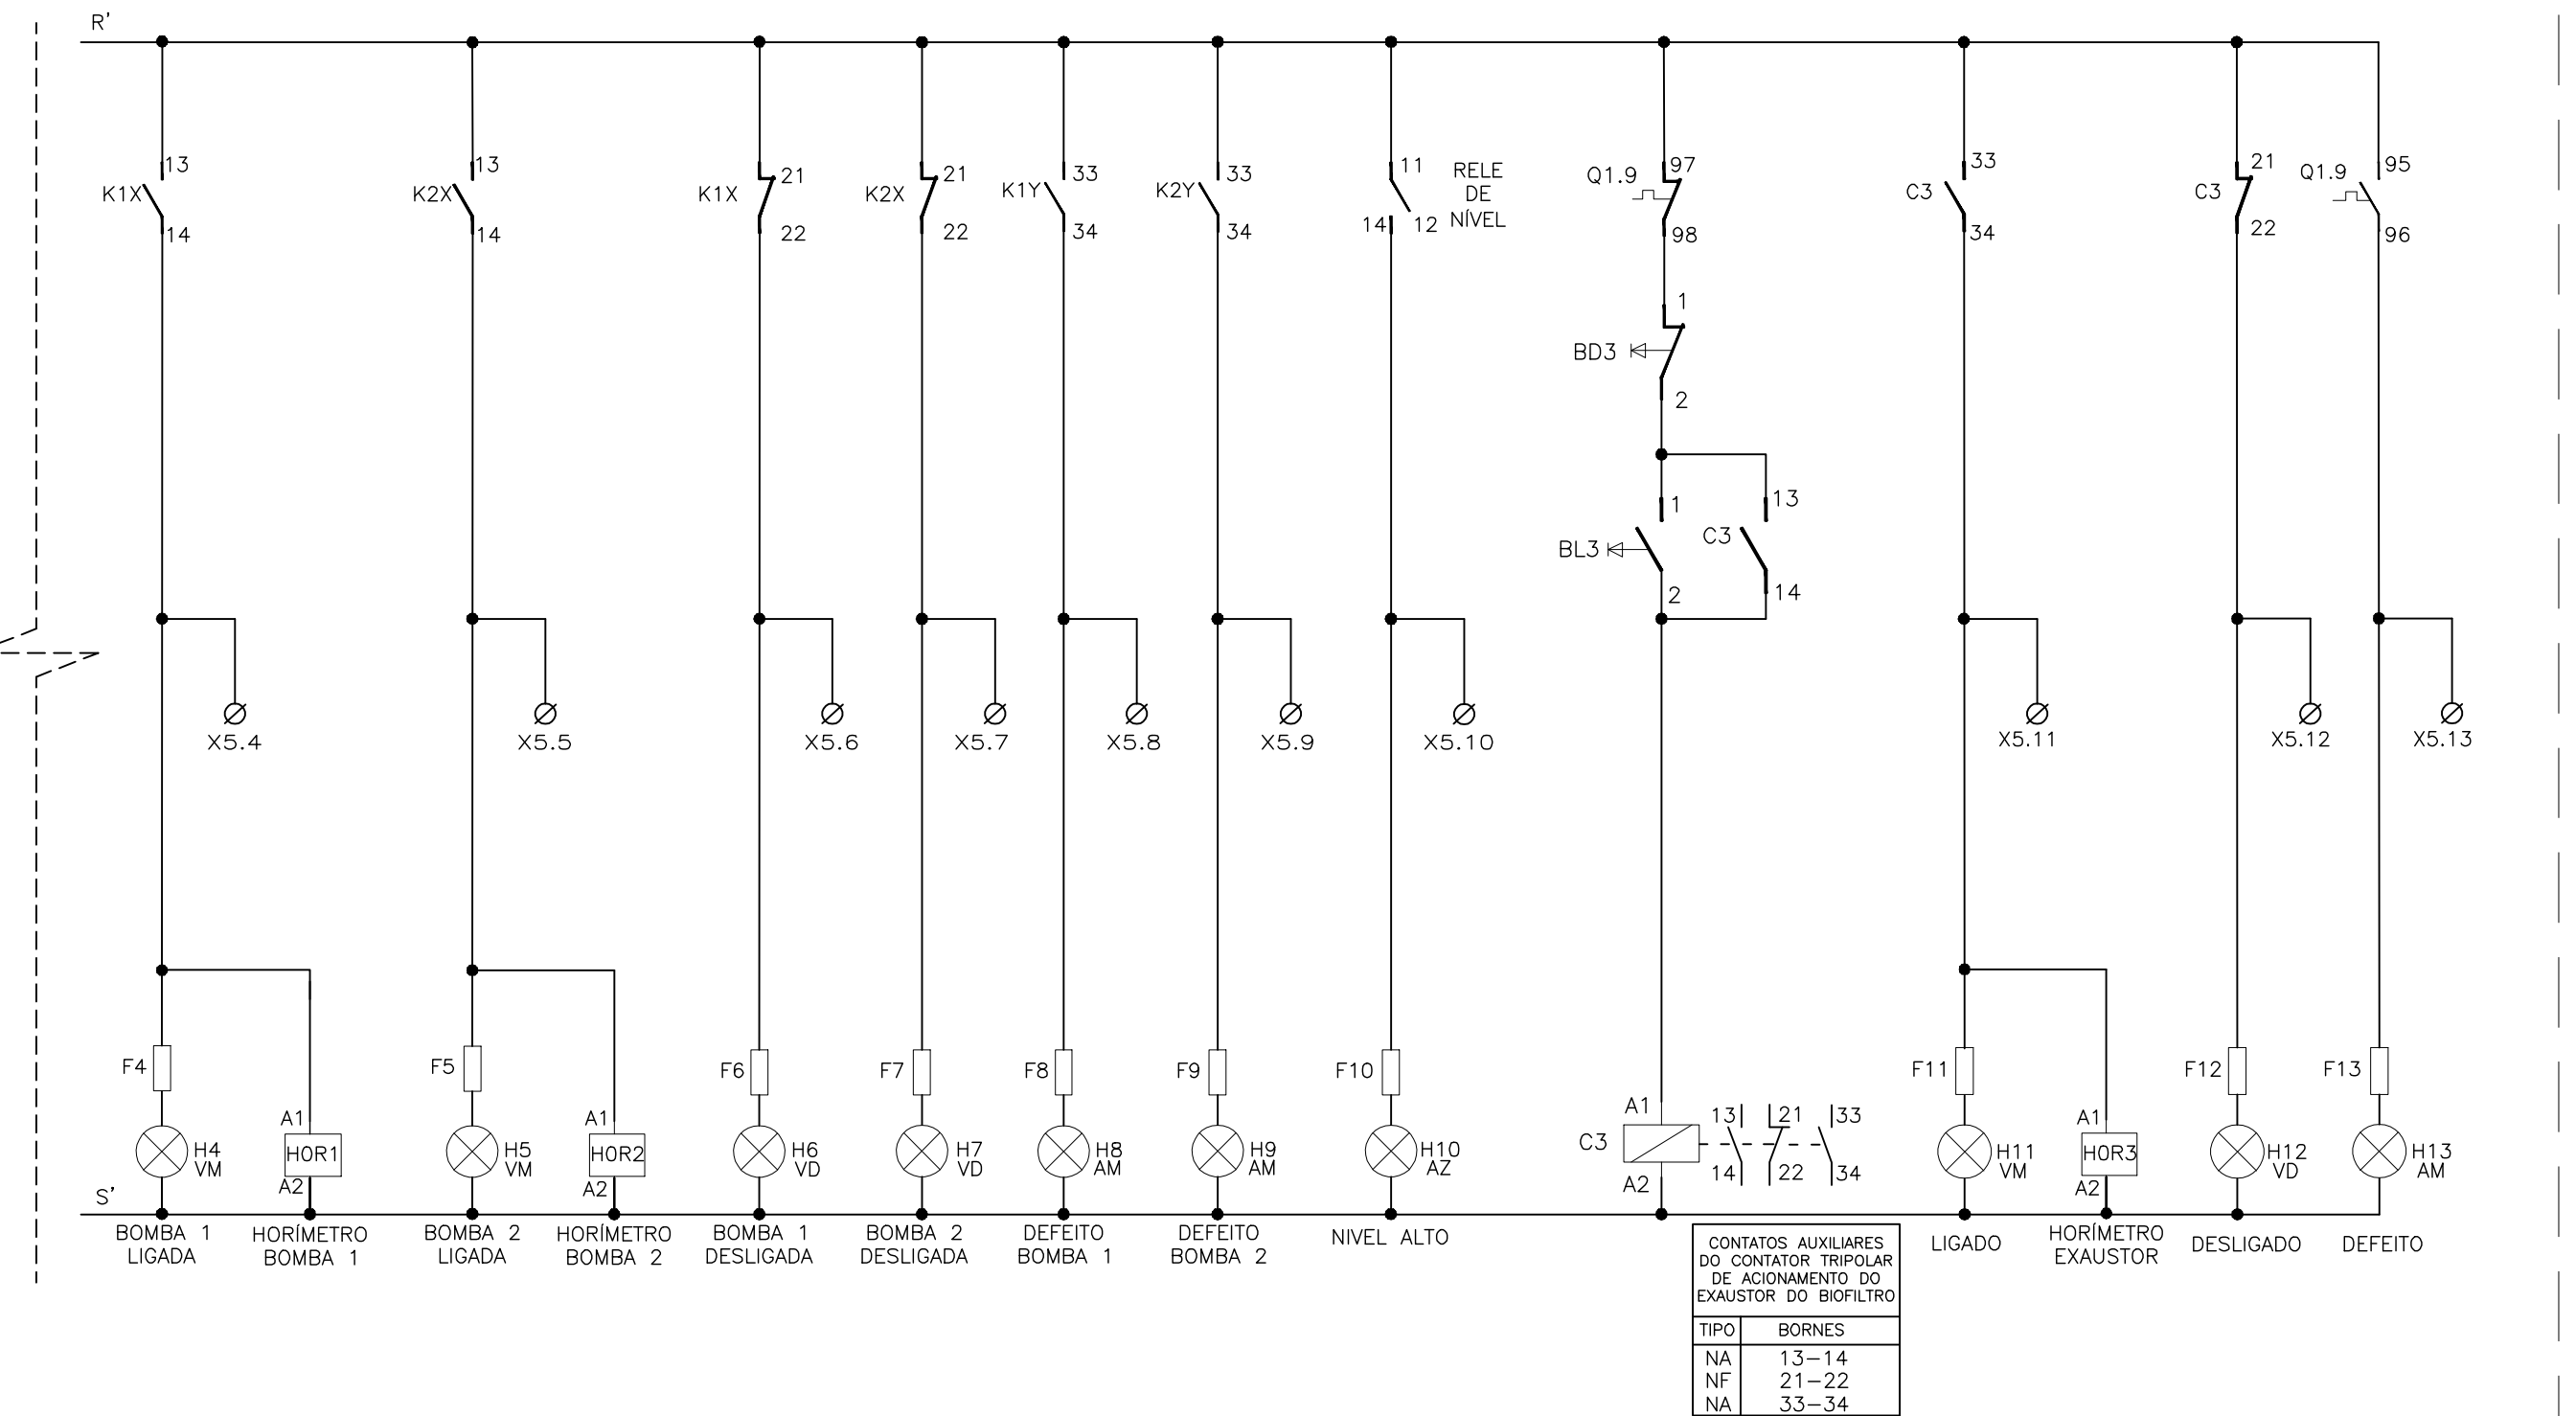 R'
13
K1X
14
13
K2X
14
21
K1X
22
21
K2X
22
33
K1Y
34
33
K2Y
34
11
14
12
RELE
DE
NÍVEL
97
Q1.9
98
33
C3
34
21
C3
22
95
Q1.9
96
1
BD3
2
1
BL3
2
13
C3
14
X5.4
X5.5
X5.6
X5.7
X5.8
X5.9
X5.10
X5.11
X5.12
X5.13
F4
F5
F6
F7
F8
F9
F10
F11
F12
F13
H4
VM
A1
HOR1
A2
H5
VM
A1
HOR2
A2
H6
VD
H7
VD
H8
AM
H9
AM
H10
AZ
A1
C3
A2
13
14
21
22
33
34
H11
VM
A1
HOR3
A2
H12
VD
H13
AM
S'
BOMBA 1
LIGADA
HORÍMETRO
BOMBA 1
BOMBA 2
LIGADA
HORÍMETRO
BOMBA 2
BOMBA 1
DESLIGADA
BOMBA 2
DESLIGADA
DEFEITO
BOMBA 1
DEFEITO
BOMBA 2
NIVEL ALTO
LIGADO
HORÍMETRO
EXAUSTOR
DESLIGADO
DEFEITO
CONTATOS AUXILIARES
DO CONTATOR TRIPOLAR
DE ACIONAMENTO DO
EXAUSTOR DO BIOFILTRO
TIPO BORNES
NA 13-14
NF 21-22
NA 33-34